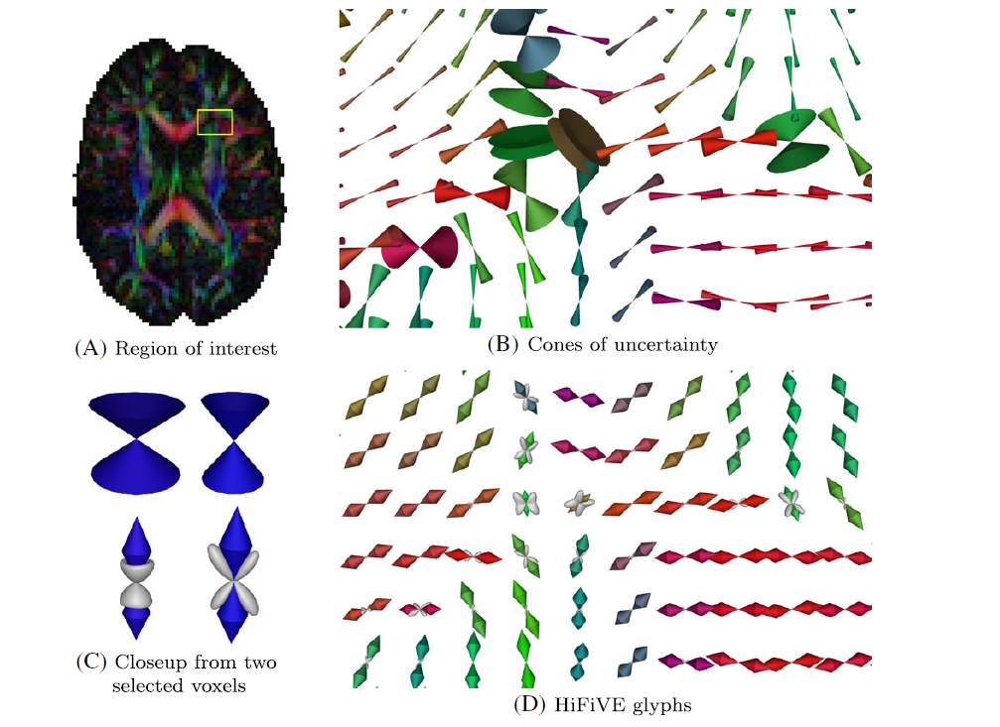 (A) Region of interest
(B) Cones of uncertainty
(C) Closeup from two
selected voxels
(D) HiFiVE glyphs